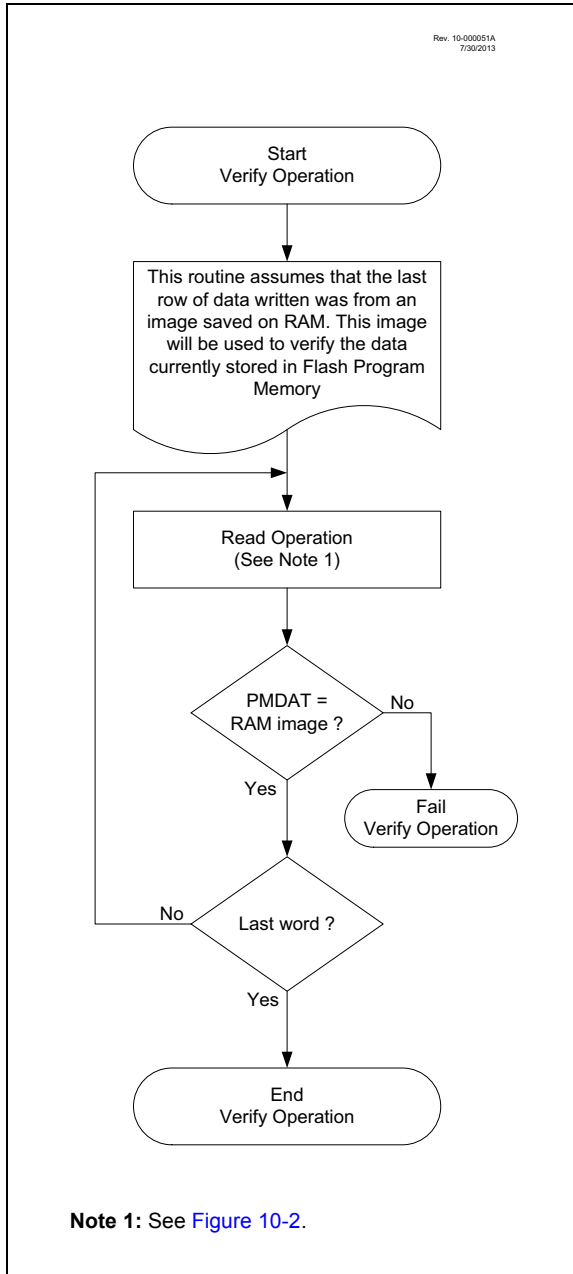 Rev. 10-000051A
7/30/2013
Start
Verify Operation
This routine assumes that the last
row of data written was from an
image saved on RAM. This image
will be used to verify the data
currently stored in Flash Program
Memory
Read Operation
(See Note 1)
PMDAT =
RAM image ?
No
Yes
Fail
Verify Operation
No
Last word ?
Yes
End
Verify Operation
Note 1: See Figure 10-2.